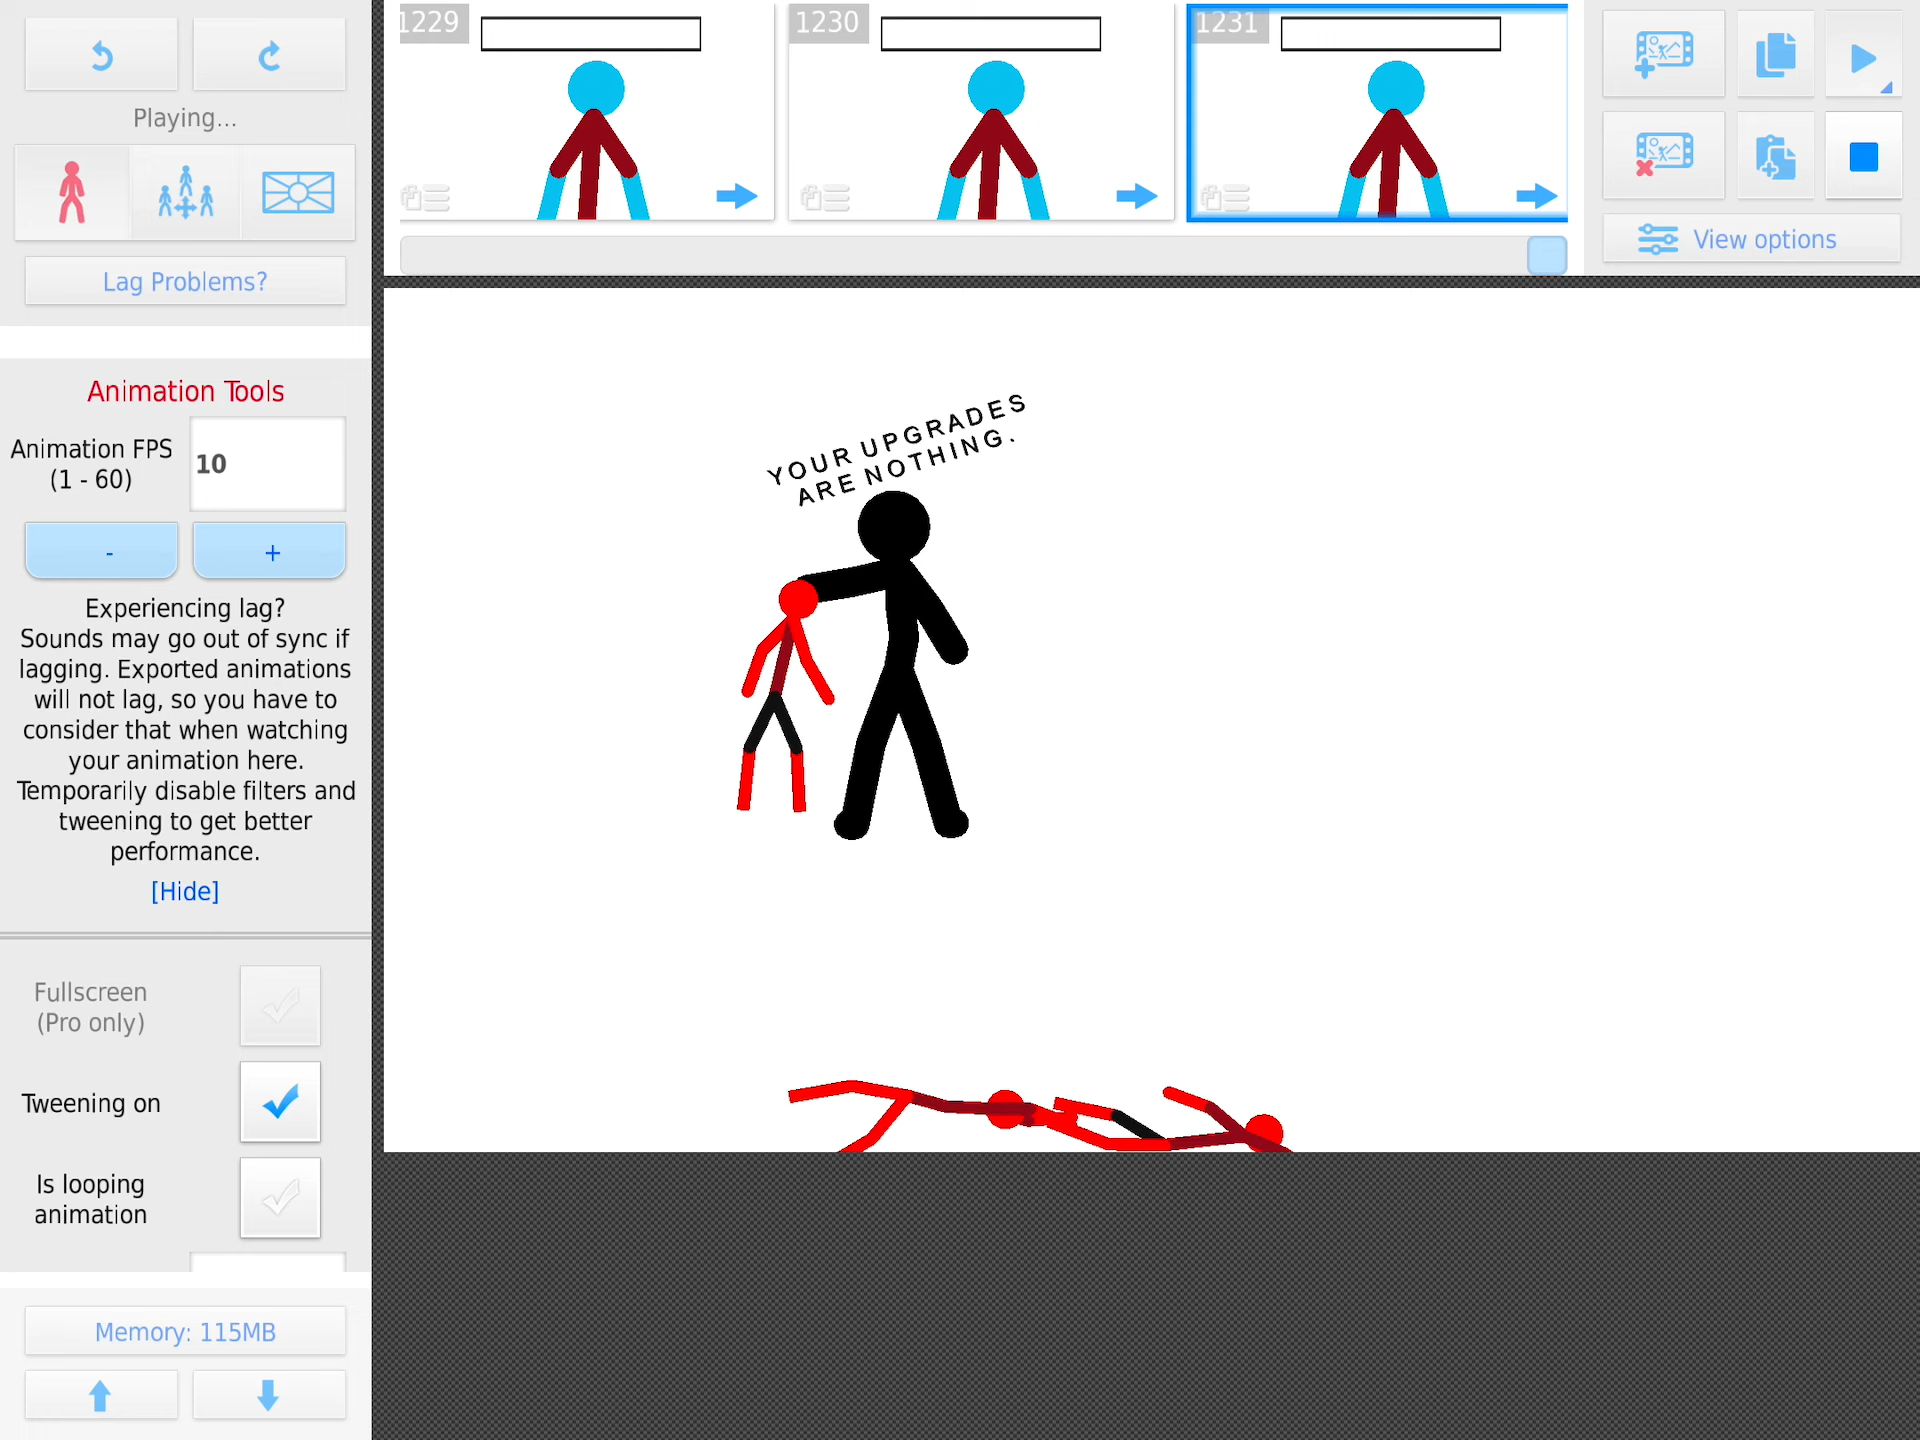 1229
1230
1231
Playing...
Lag Problems?
View options
Animation Tools
Animation FPS
(1 - 60)
10
-
+
Experiencing lag?
Sounds may go out of sync if
lagging. Exported animations
will not lag, so you have to
consider that when watching
your animation here.
Temporarily disable filters and
tweening to get better
performance.
[Hide]
Fullscreen
(Pro only)
Tweening on
Is looping
animation
Memory: 115MB
YOUR UPGRADES
ARE NOTHING.